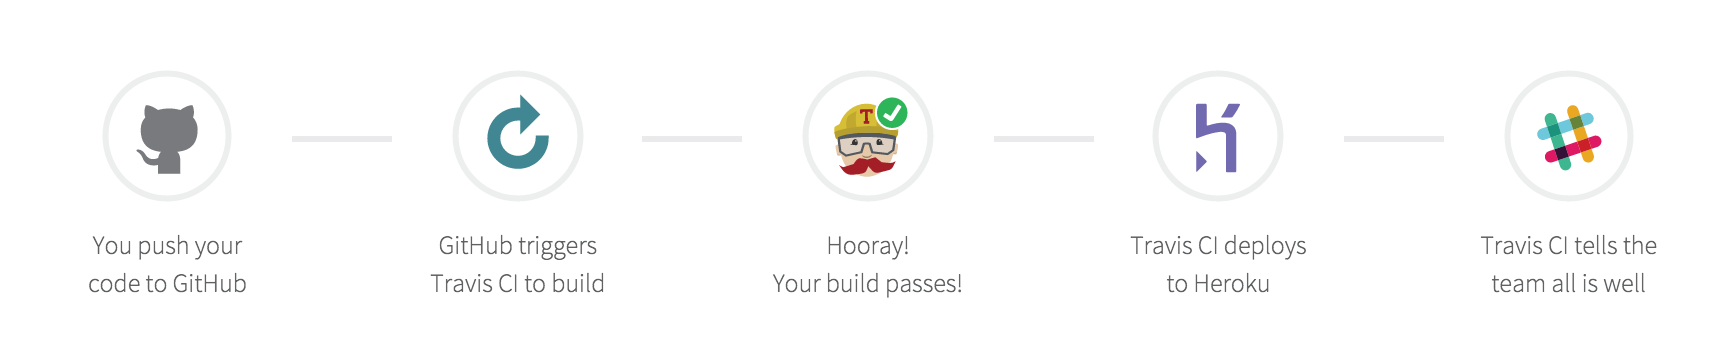 You push your
code to GitHub
GitHub triggers
Travis CI to build
T
Hooray!
Your build passes!
Travis CI deploys
to Heroku
Travis CI tells the
team all is well